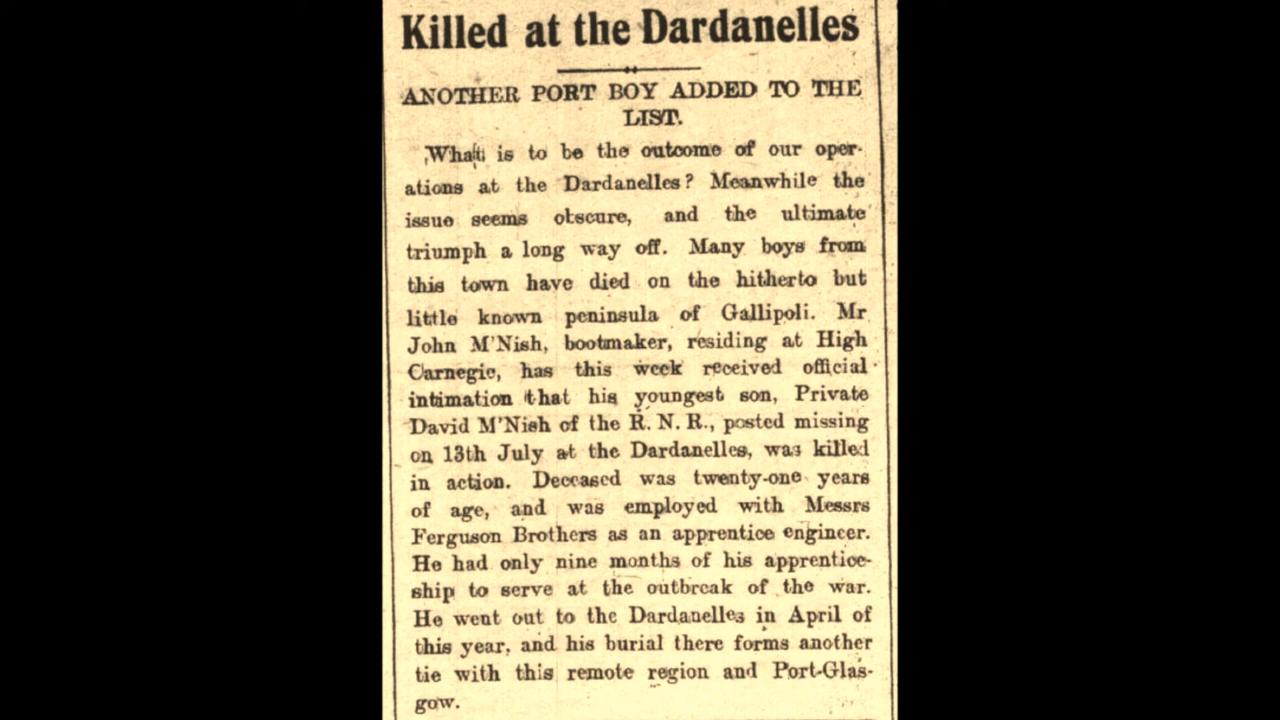 Killed at the Dardanelles
ANOTHER PORT BOY ADDED TO THE
LIST.
What is to be the outcome of our oper-
ations at the Dardanelles? Meanwhile the
issue seems obscure, and the ultimate
triumph a long way off. Many boys from
this town have died on the hitherto but
little known peninsula of Gallipoli. Mr
John M'Nish, bootmaker, residing at High
Carnegie, has this week received official
intimation that his youngest son, Private
David M'Nish of the R. N. R., posted missing
on 13th July at the Dardanelles, was killed
in action. Deceased was twenty-one years
of age, and was employed with Messrs
Ferguson Brothers as an apprentice engineer.
He had only nine months of his apprentice-
ship to serve at the outbreak of the war.
He went out to the Dardanelles in April of
this year, and his burial there forms another
tie with this remote region and Port-Glas-
gow.